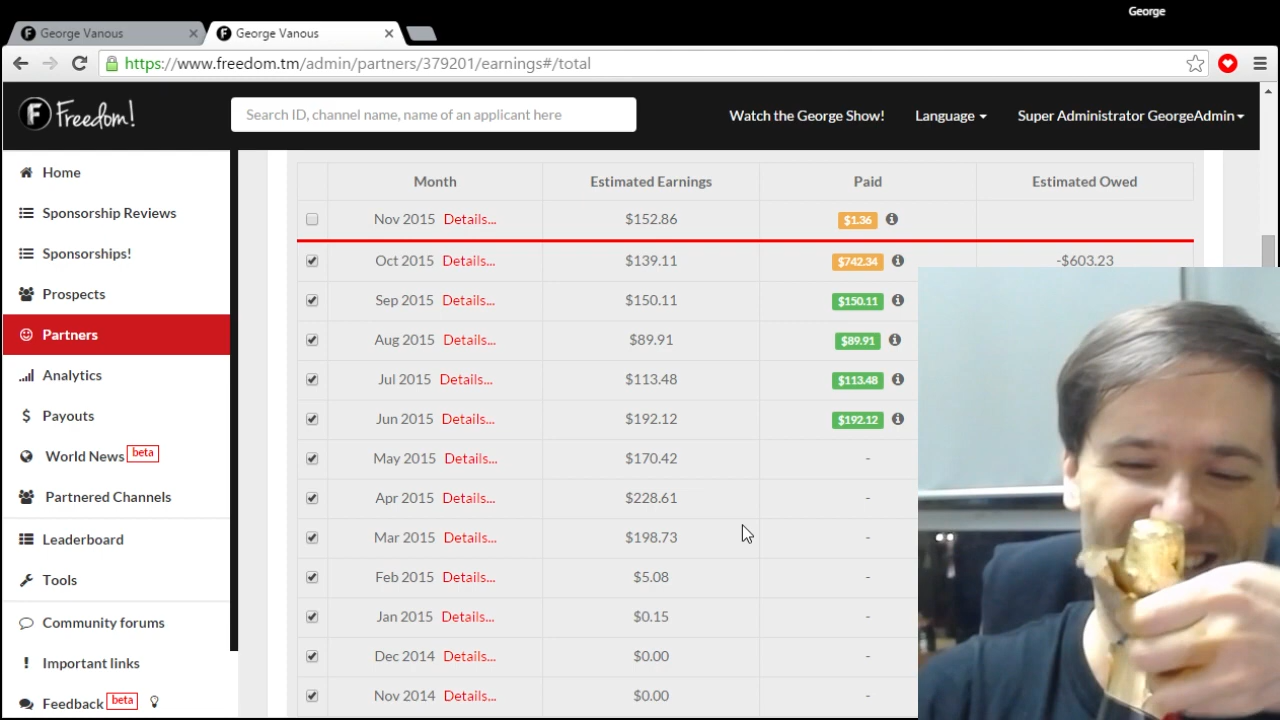 George
George Vanous
George Vanous
https://www.freedom.tm/admin/partners/379201/earnings#/total
Freedom!
Search ID, channel name, name of an applicant here
Watch the George Show!
Language
Super Administrator GeorgeAdmin
Home
Sponsorship Reviews
Sponsorships!
Prospects
Partners
Analytics
Payouts
World News beta
Partnered Channels
Leaderboard
Tools
Community forums
Important links
Feedback beta
Month Estimated Earnings Paid Estimated Owed
Nov 2015 Details... $152.86 $1.36
Oct 2015 Details... $139.11 $742.34 -$603.23
Sep 2015 Details... $150.11 $150.11
Aug 2015 Details... $89.91 $89.91
Jul 2015 Details... $113.48 $113.48
Jun 2015 Details... $192.12 $192.12
May 2015 Details... $170.42 -
Apr 2015 Details... $228.61 -
Mar 2015 Details... $198.73 -
Feb 2015 Details... $5.08 -
Jan 2015 Details... $0.15 -
Dec 2014 Details... $0.00 -
Nov 2014 Details... $0.00 -